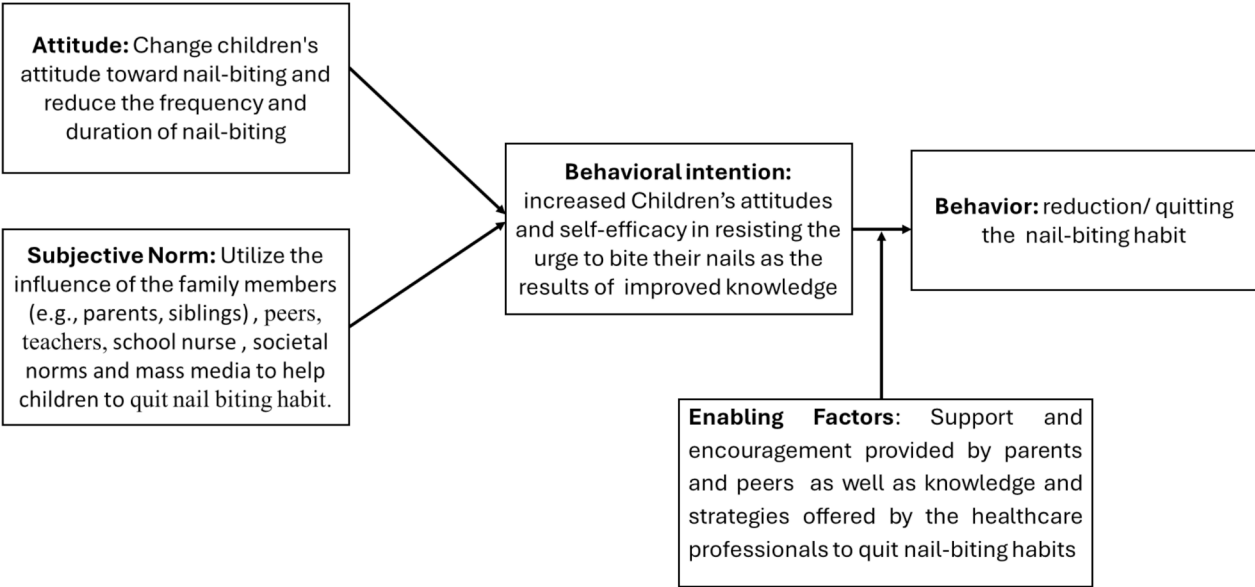 Attitude: Change children's
attitude toward nail-biting and
reduce the frequency and
duration of nail-biting
Subjective Norm: Utilize the
influence of the family members
(e.g., parents, siblings) , peers,
teachers, school nurse , societal
norms and mass media to help
children to quit nail biting habit.
Behavioral intention:
increased Children’s attitudes
and self-efficacy in resisting the
urge to bite their nails as the
results of improved knowledge
Behavior: reduction/ quitting
the nail-biting habit
Enabling Factors: Support and
encouragement provided by parents
and peers as well as knowledge and
strategies offered by the healthcare
professionals to quit nail-biting habits